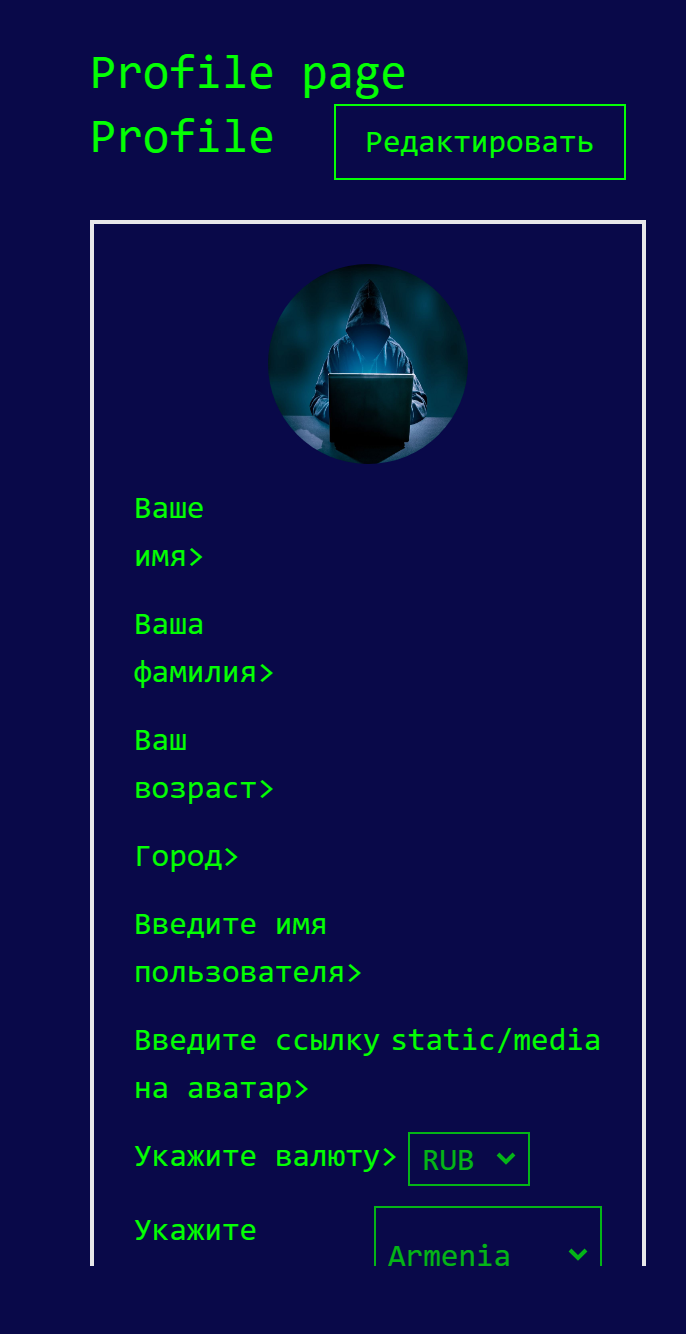 Profile page
Profile
Редактировать
Ваше
имя>
Ваша
фамилия>
Ваш
возраст>
Город>
Введите имя
пользователя>
Введите ссылку static/media
на аватар>
Укажите валюту> RUB
Укажите
Armenia